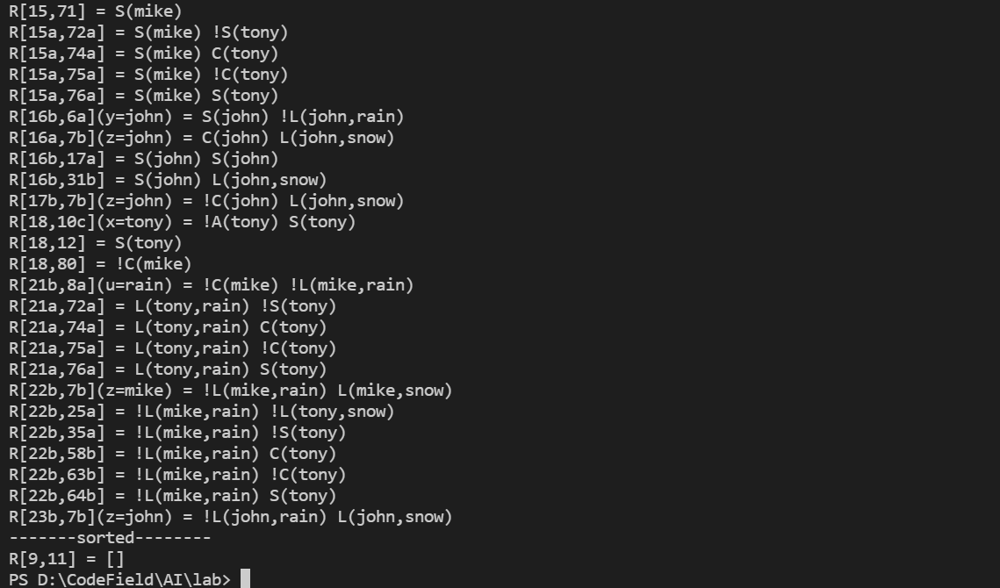 R[15,71] = S(mike)
R[15a,72a] = S(mike) !S(tony)
R[15a,74a] = S(mike) C(tony)
R[15a,75a] = S(mike) !C(tony)
R[15a,76a] = S(mike) S(tony)
R[16b,6a](y=john) = S(john) !L(john,rain)
R[16a,7b](z=john) = C(john) L(john,snow)
R[16b,17a] = S(john) S(john)
R[16b,31b] = S(john) L(john,snow)
R[17b,7b](z=john) = !C(john) L(john,snow)
R[18,10c](x=tony) = !A(tony) S(tony)
R[18,12] = S(tony)
R[18,80] = !C(mike)
R[21b,8a](u=rain) = !C(mike) !L(mike,rain)
R[21a,72a] = L(tony,rain) !S(tony)
R[21a,74a] = L(tony,rain) C(tony)
R[21a,75a] = L(tony,rain) !C(tony)
R[21a,76a] = L(tony,rain) S(tony)
R[22b,7b](z=mike) = !L(mike,rain) L(mike,snow)
R[22b,25a] = !L(mike,rain) !L(tony,snow)
R[22b,35a] = !L(mike,rain) !S(tony)
R[22b,58b] = !L(mike,rain) C(tony)
R[22b,63b] = !L(mike,rain) !C(tony)
R[22b,64b] = !L(mike,rain) S(tony)
R[23b,7b](z=john) = !L(john,rain) L(john,snow)
-------sorted--------
R[9,11] = []
PS D:\CodeField\AI\lab>